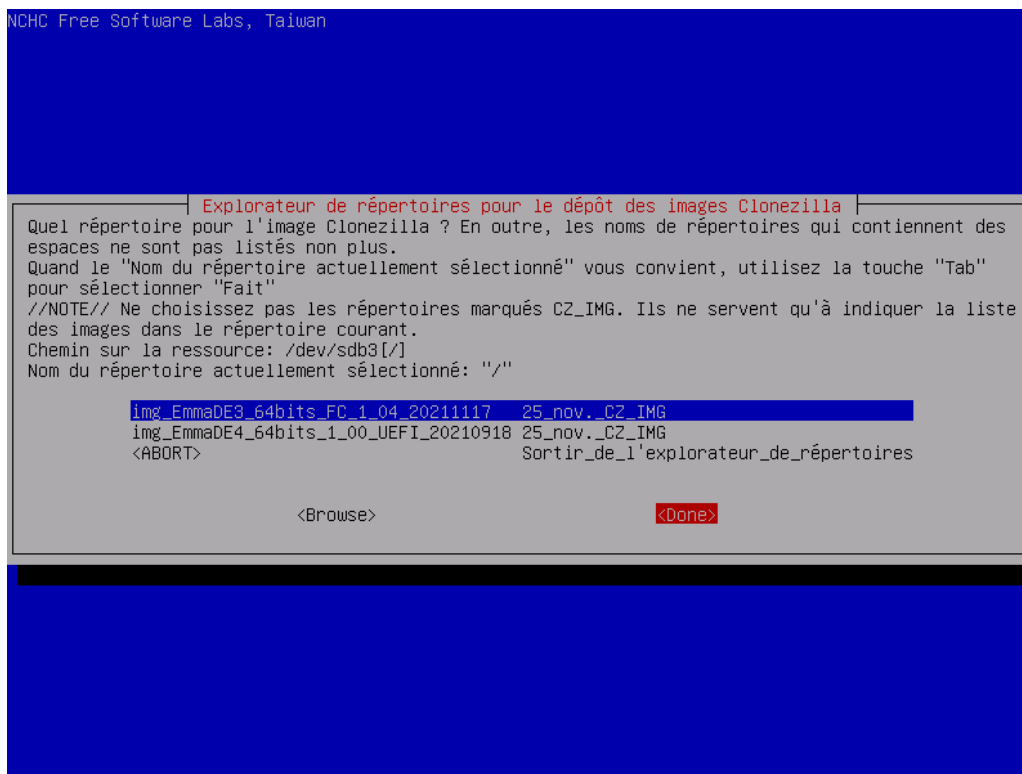 NCHC Free Software Labs, Taiwan
Explorateur de répertoires pour le dépôt des images Clonezilla
Quel répertoire pour l'image Clonezilla ? En outre, les noms de répertoires qui contiennent des
espaces ne sont pas listés non plus.
Quand le "Nom du répertoire actuellement sélectionné" vous convient, utilisez la touche "Tab"
pour sélectionner "Fait"
//NOTE// Ne choisissez pas les répertoires marqués CZ_IMG. Ils ne servent qu'à indiquer la liste
des images dans le répertoire courant.
Chemin sur la ressource: /dev/sdb3[/]
Nom du répertoire actuellement sélectionné: "/"
img_EmmaDE3_64bits_FC_1_04_20211117 25_nov._CZ_IMG
img_EmmaDE4_64bits_1_00_UEFI_20210918 25_nov._CZ_IMG
<ABORT> Sortir_de_l'explorateur_de_répertoires
<Browse> <Done>